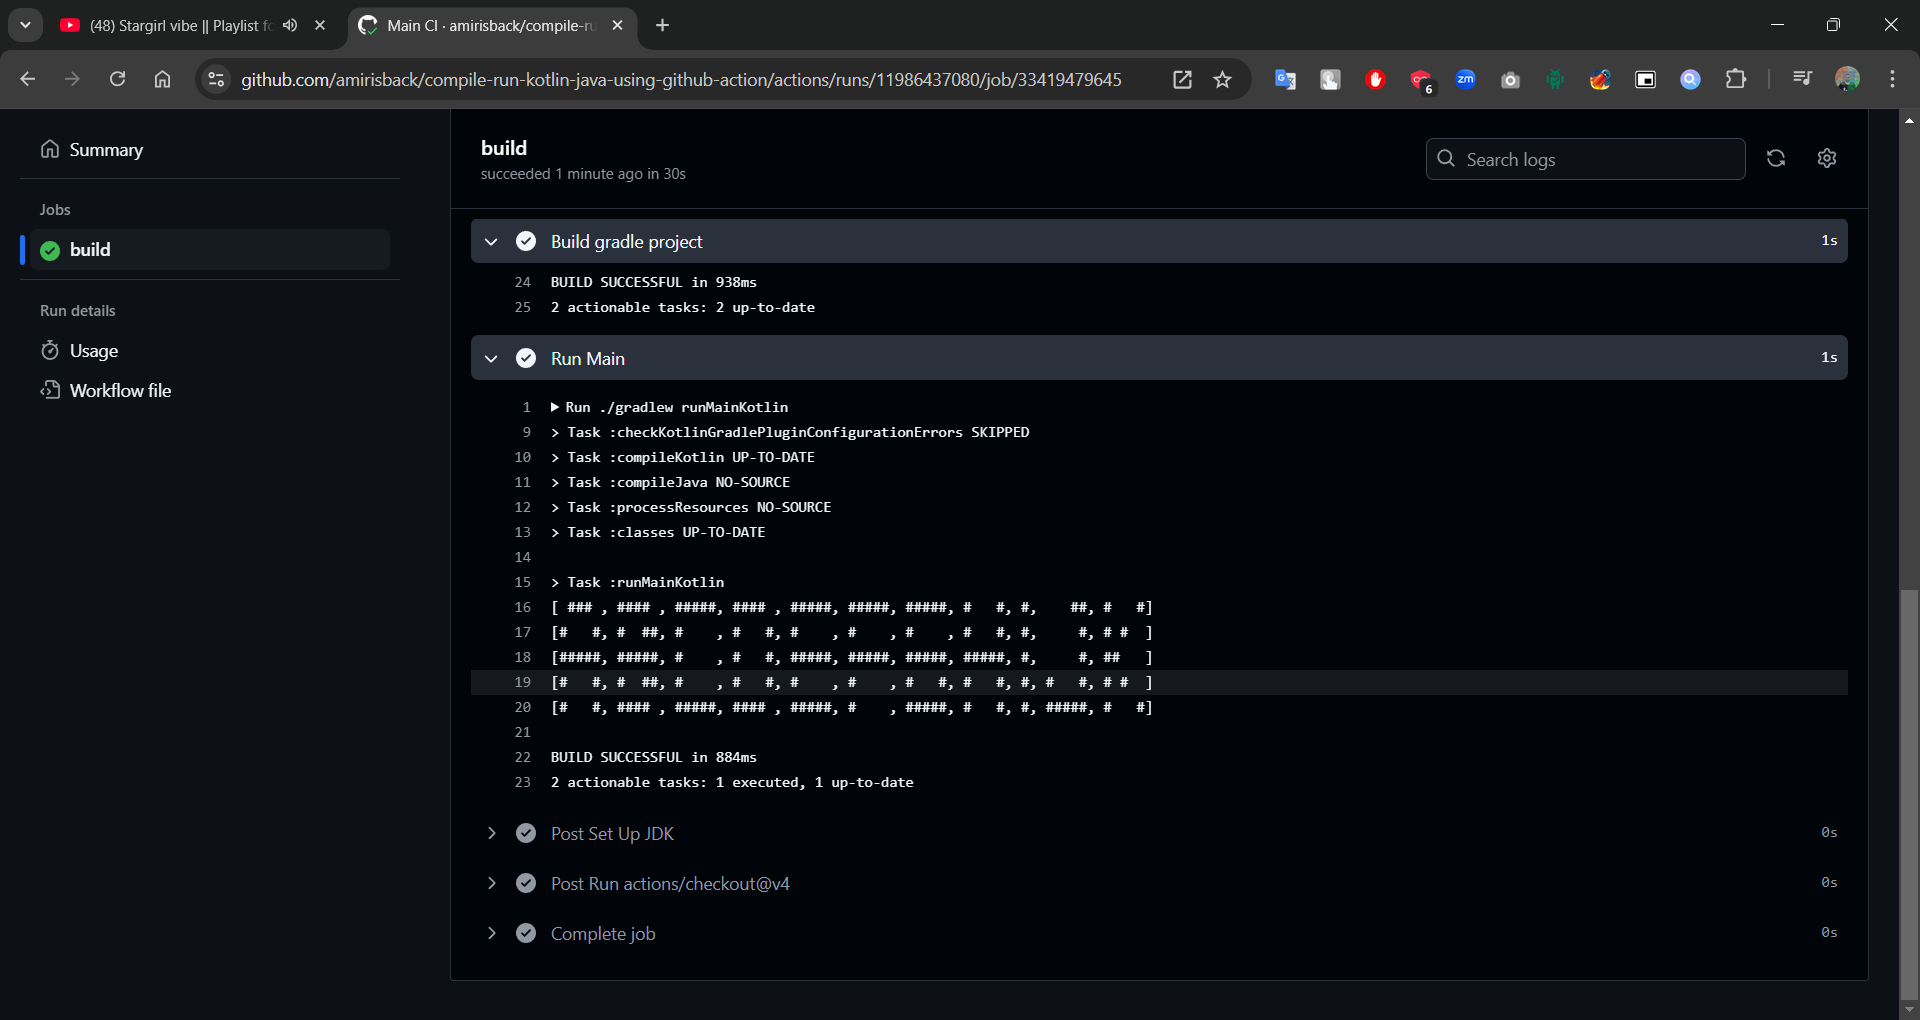 (48) Stargirl vibe || Playlist fo
Main CI · amirisback/compile-ru
github.com/amirisback/compile-run-kotlin-java-using-github-action/actions/runs/11986437080/job/33419479645
6
zm
Summary
Jobs
build
Run details
Usage
Workflow file
build
succeeded 1 minute ago in 30s
Search logs
Build gradle project 1s
24 BUILD SUCCESSFUL in 938ms
25 2 actionable tasks: 2 up-to-date
Run Main 1s
1 Run ./gradlew runMainKotlin
9 > Task :checkKotlinGradlePluginConfigurationErrors SKIPPED
10 > Task :compileKotlin UP-TO-DATE
11 > Task :compileJava NO-SOURCE
12 > Task :processResources NO-SOURCE
13 > Task :classes UP-TO-DATE
14
15 > Task :runMainKotlin
16 [ ### , #### , #####, #### , #####, #####, #####, #   #, #,    ##, #   #]
17 [#   #, #  ##, #    , #   #, #    , #    , #    , #   #, #,     #, # #  ]
18 [#####, #####, #    , #   #, #####, #####, #####, #####, #,     #, ##   ]
19 [#   #, #  ##, #    , #   #, #    , #    , #   #, #   #, #, #   #, # #  ]
20 [#   #, #### , #####, #### , #####, #    , #####, #   #, #, #####, #   #]
21
22 BUILD SUCCESSFUL in 884ms
23 2 actionable tasks: 1 executed, 1 up-to-date
Post Set Up JDK 0s
Post Run actions/checkout@v4 0s
Complete job 0s